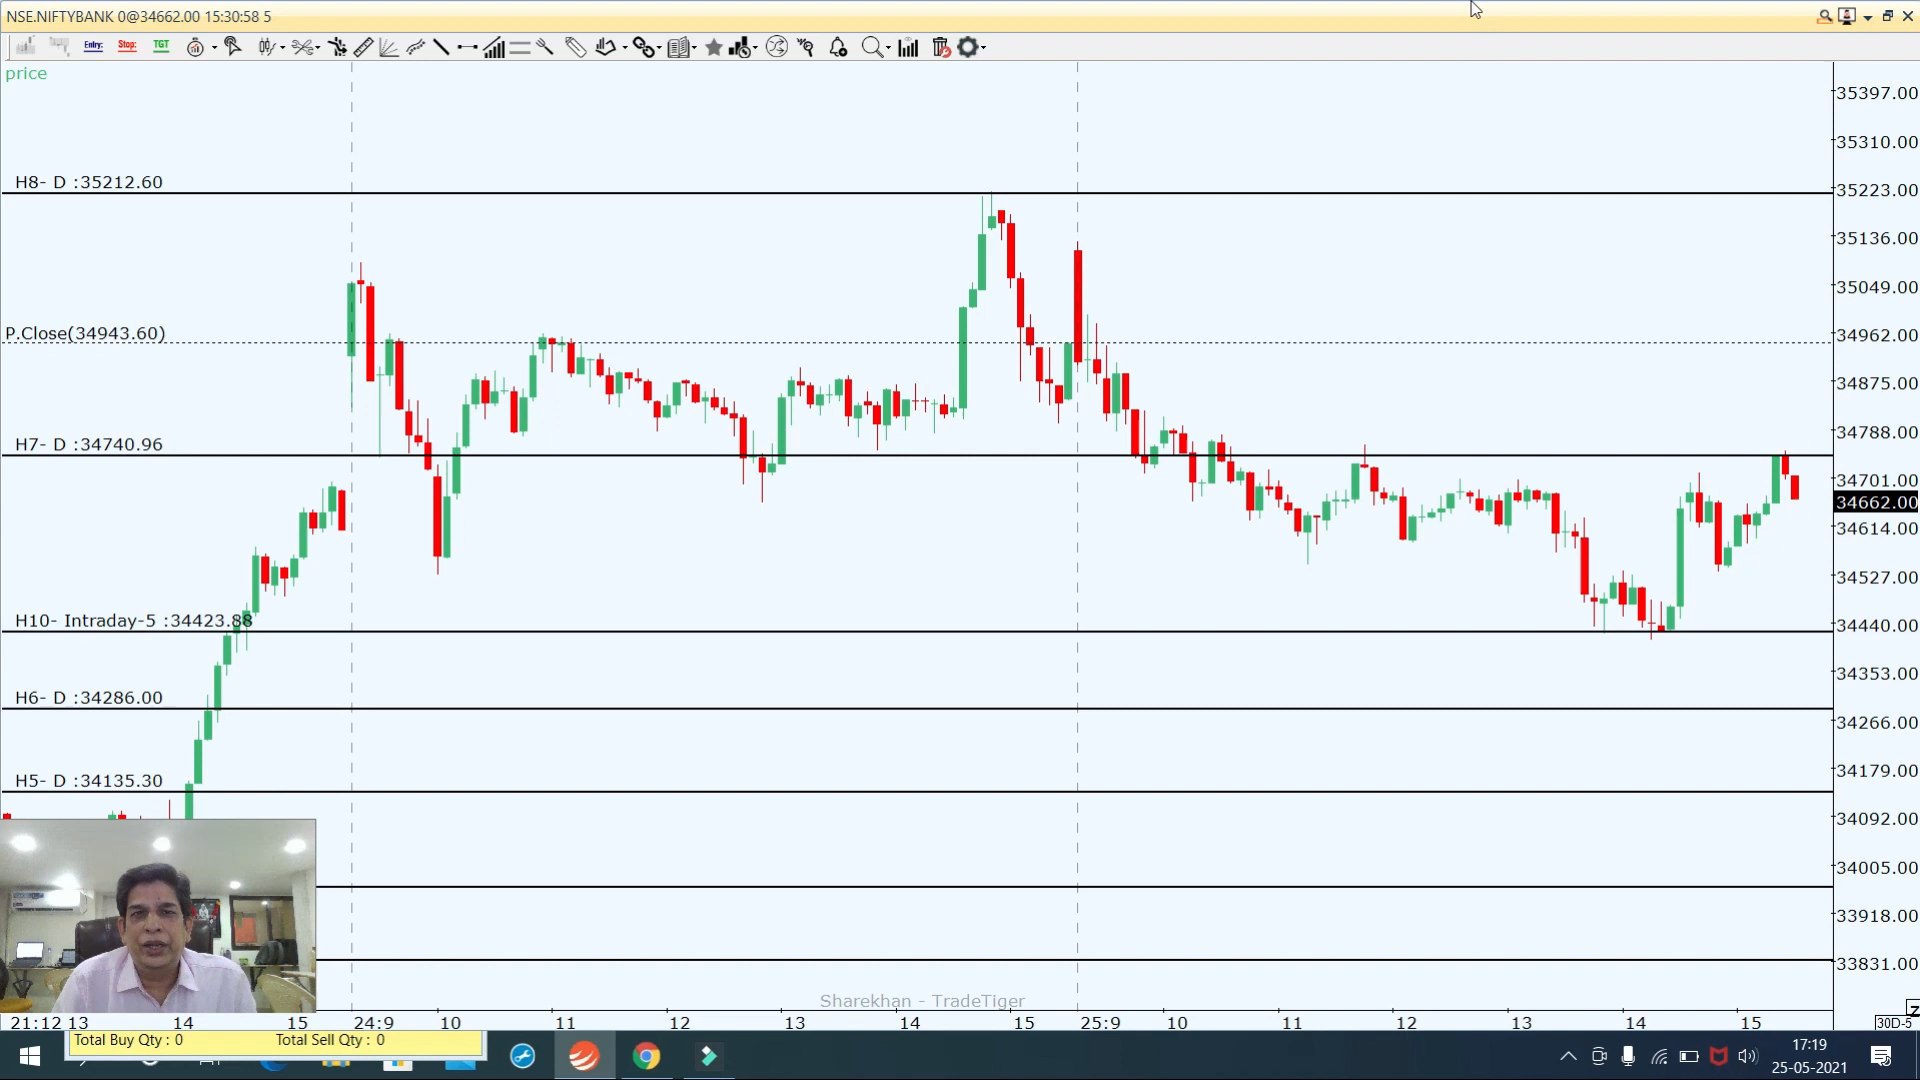 NSE.NIFTYBANK 0@34662.00 15:30:58 5
Entry: Stop: TGT
price
35397.00
35310.00
H8- D :35212.60
35223.00
35136.00
35049.00
P.Close(34943.60)
34962.00
34875.00
H7- D :34740.96
34788.00
34701.00
34662.00
34614.00
34527.00
H10- Intraday-5 :34423.88
34440.00
34353.00
H6- D :34286.00
34266.00
34179.00
H5- D :34135.30
34092.00
34005.00
33918.00
33831.00
Sharekhan - TradeTiger
Z
21:12 13 14 15 24:9 10 11 12 13 14 15 25:9 10 11 12 13 14 15
30D-5
Total Buy Qty : 0 Total Sell Qty : 0
17:19
25-05-2021